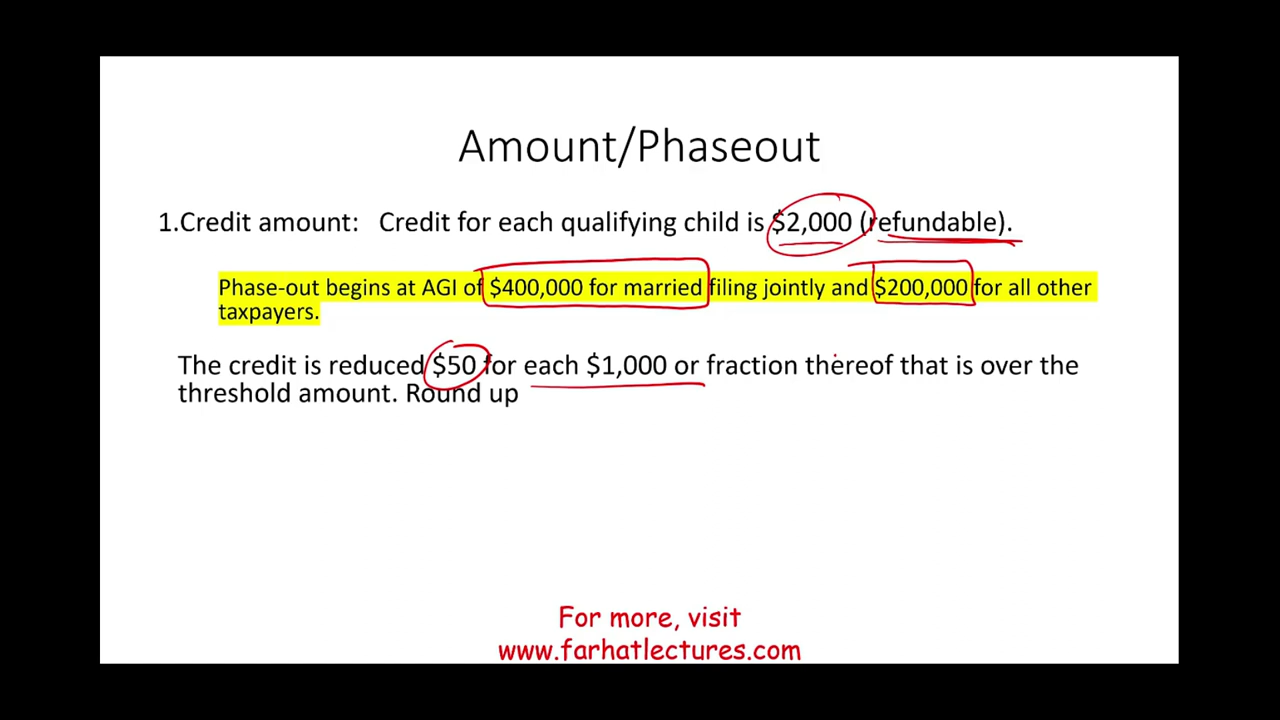 Amount/Phaseout
1.Credit amount: Credit for each qualifying child is $2,000 (refundable).
Phase-out begins at AGI of $400,000 for married filing jointly and $200,000 for all other
taxpayers.
The credit is reduced $50 for each $1,000 or fraction thereof that is over the
threshold amount. Round up
For more, visit
www.farhatlectures.com